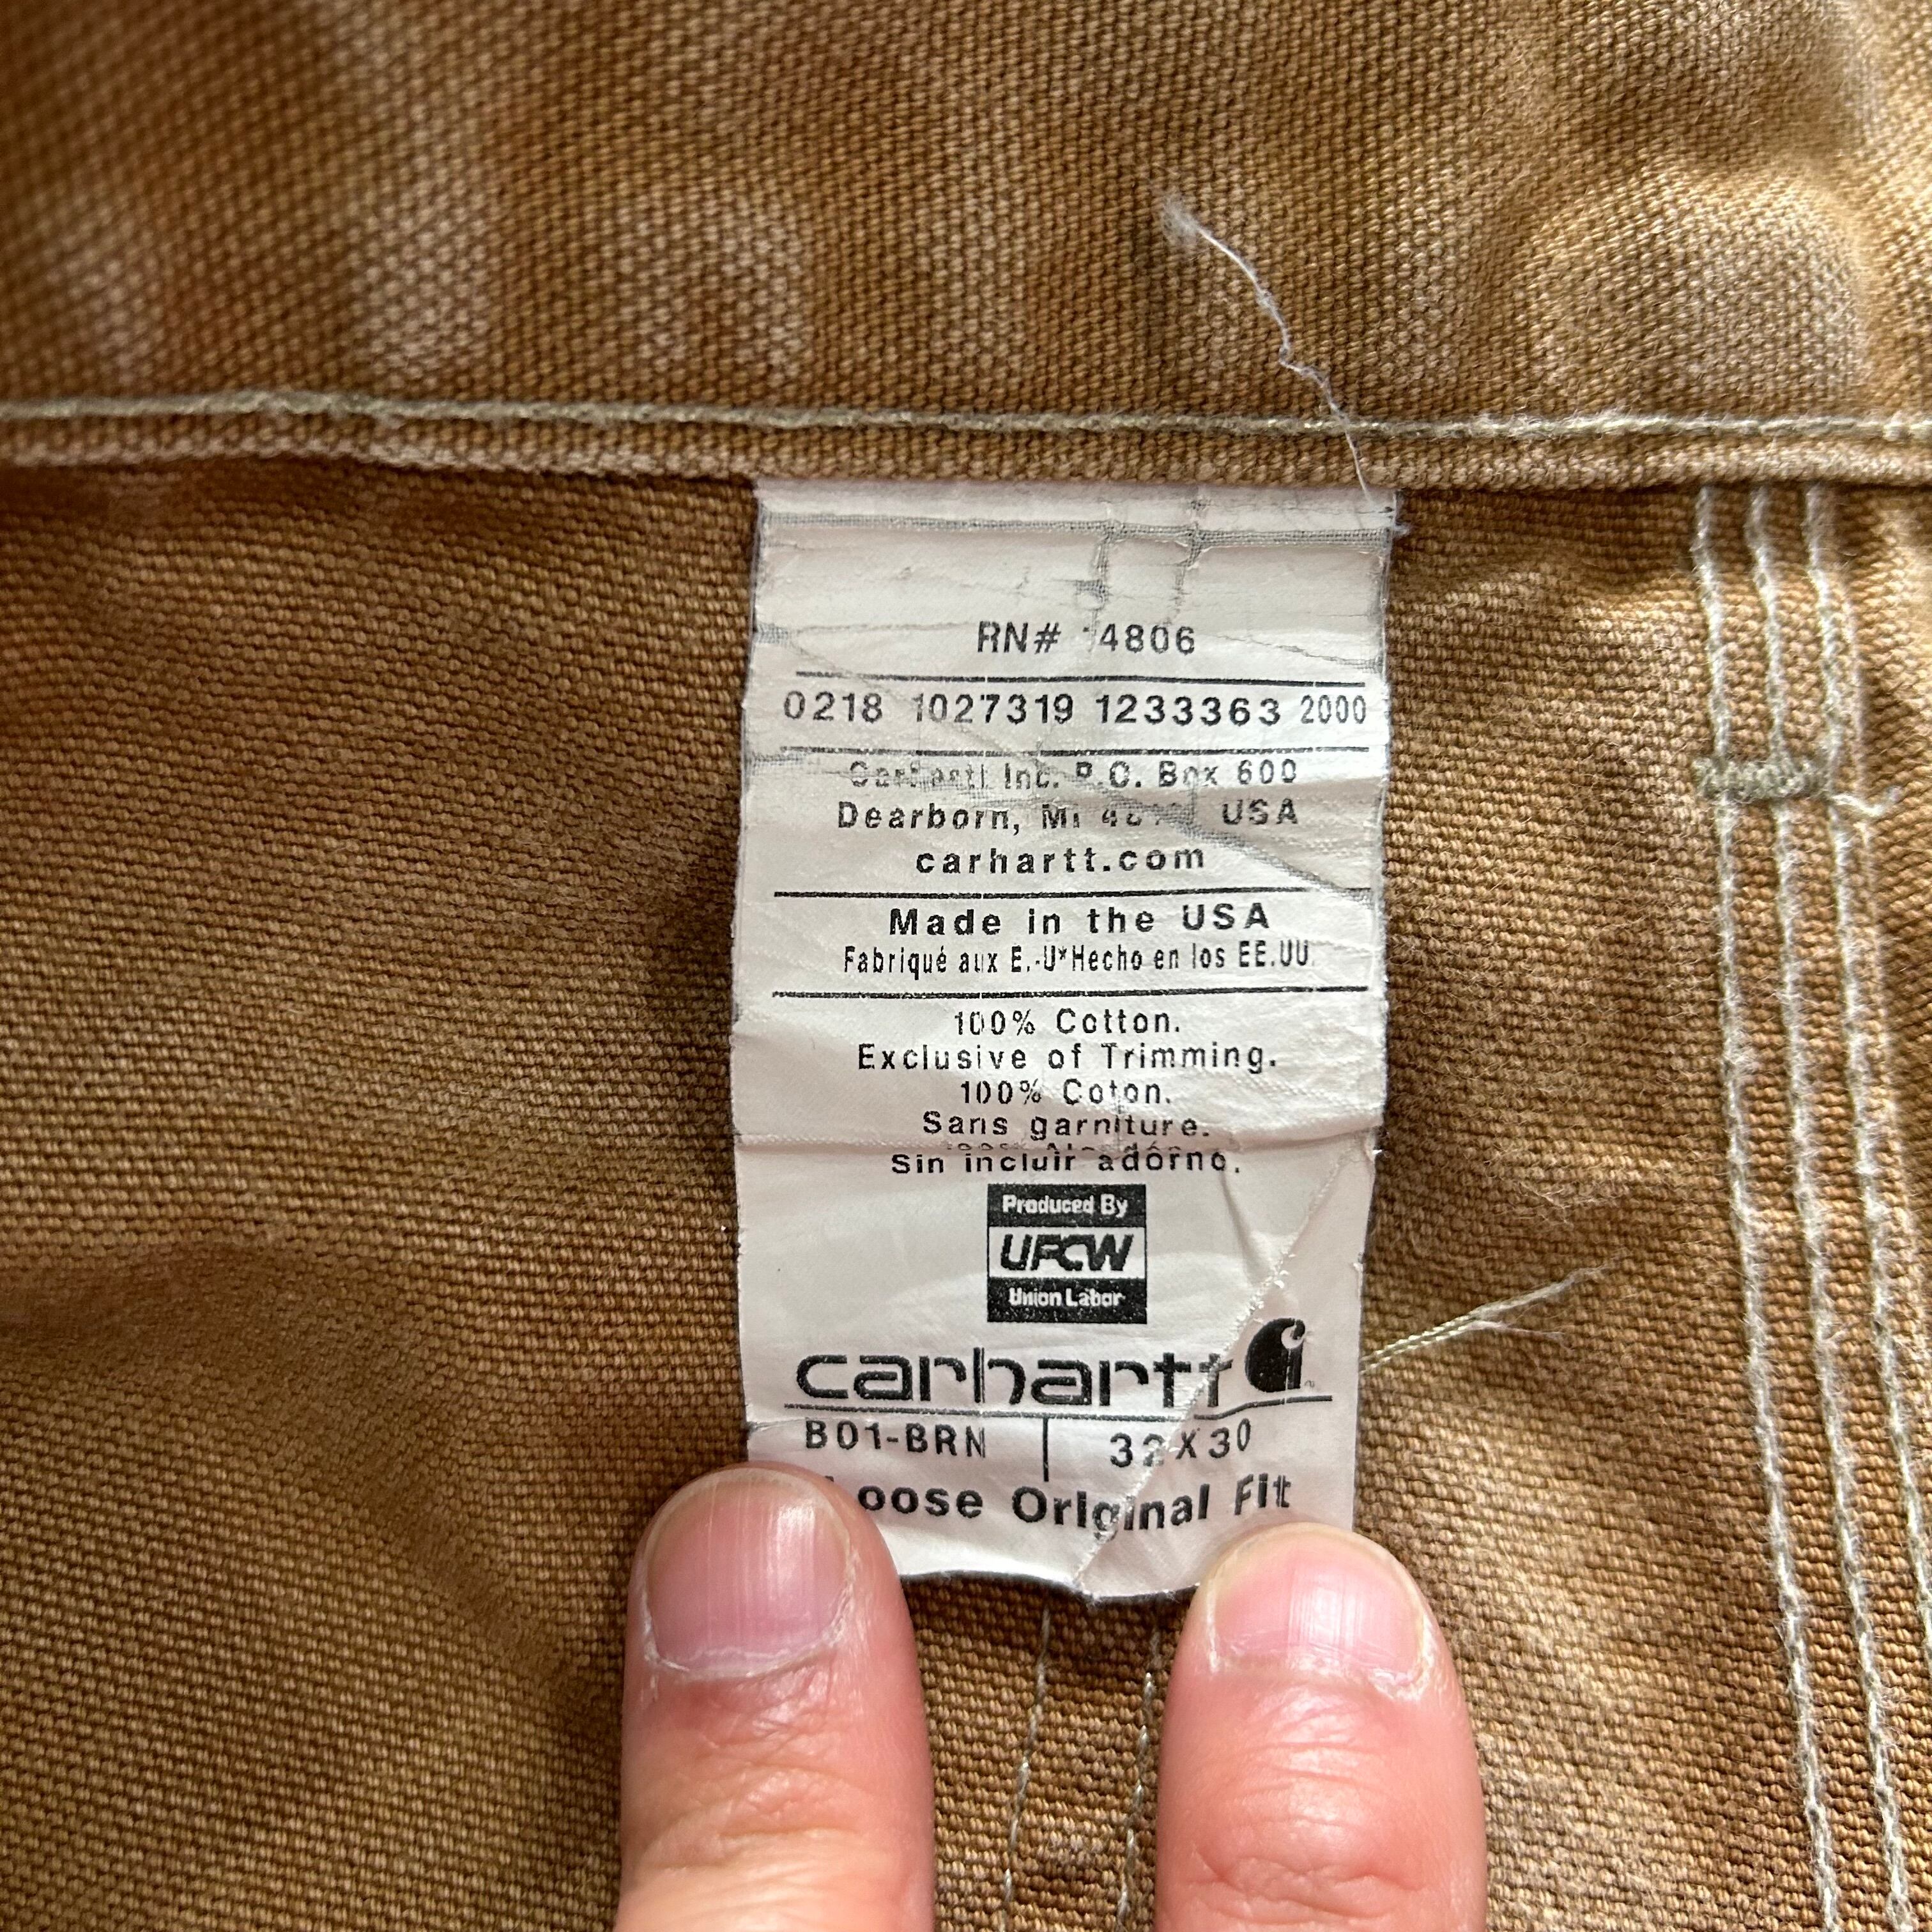 RN# 14806
0218 1027319 1233363 2000
Carhartt Inc. P.O. Box 600
Dearborn, MI USA
carhartt.com
Made in the USA
Fabriqué aux E.-U*Hecho en los EE.UU.
100% Cotton.
Exclusive of Trimming.
100% Coton.
Sans garniture.
Sin incluir adorno.
Produced By
UFCW
Union Labor
carhartt
B01-BRN | 32X30
Loose Original Fit